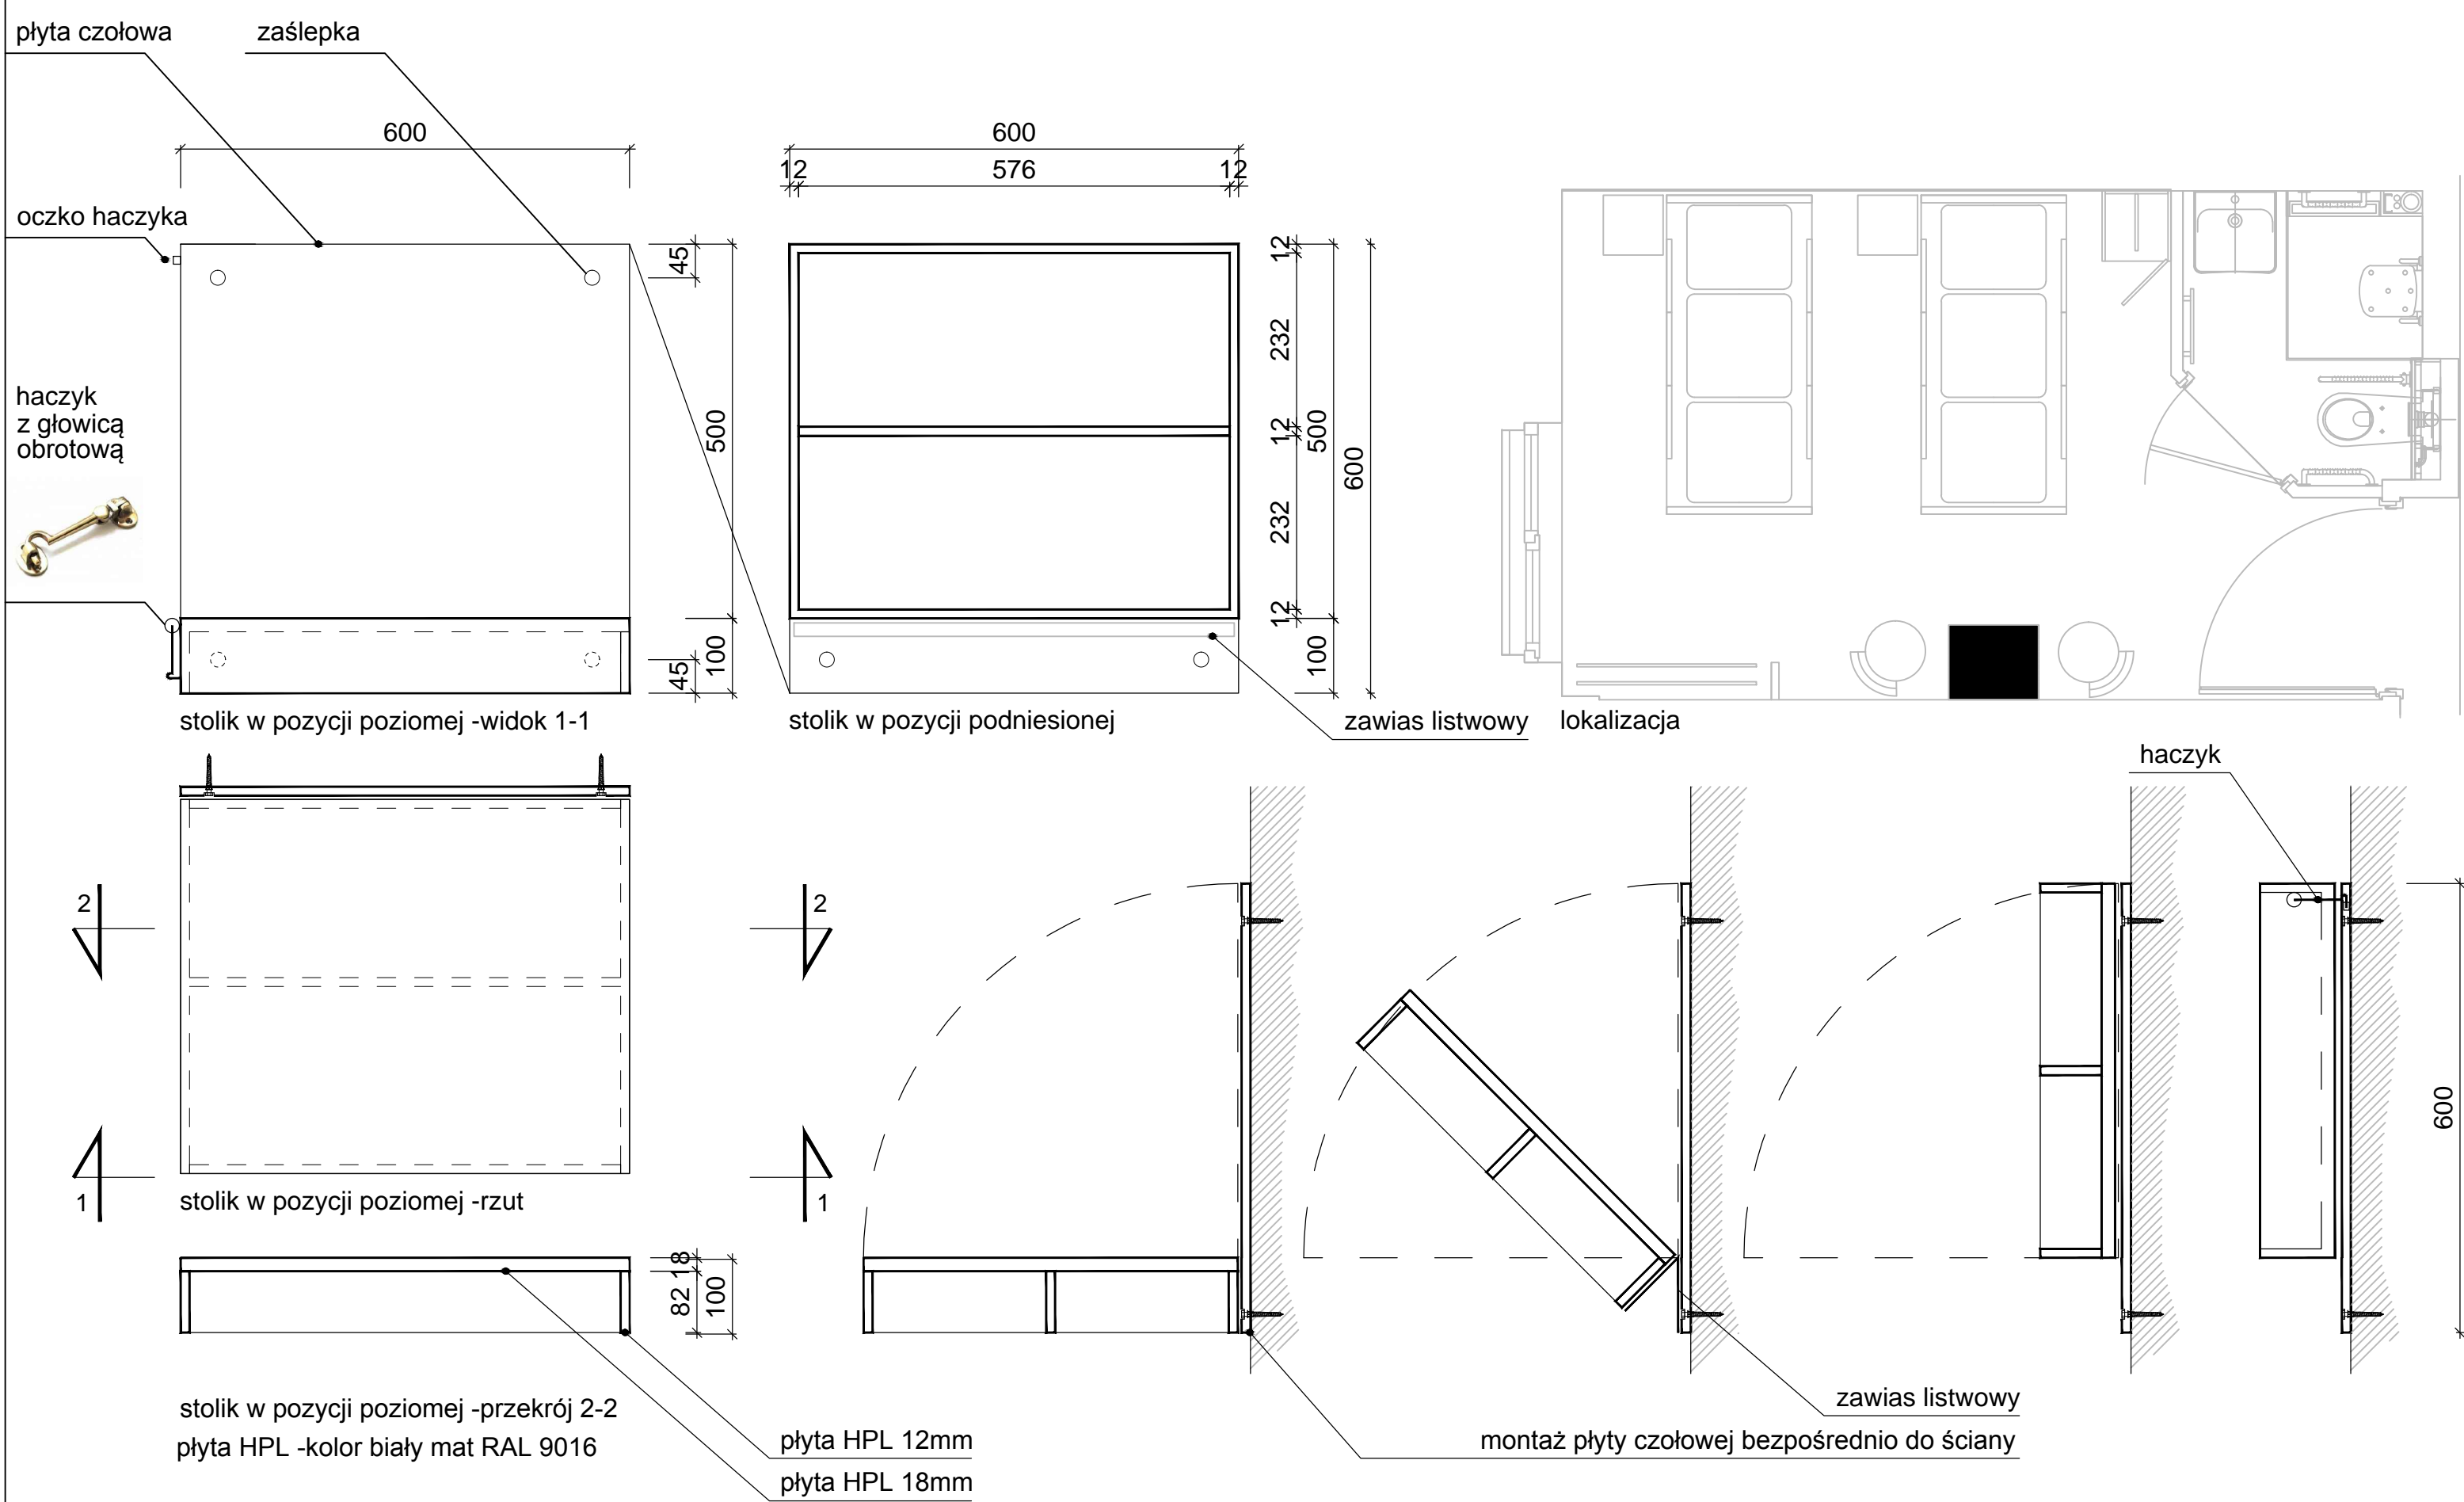 płyta czołowa
zaślepka
600
600
12
576
12
oczko haczyka
45
12
haczyk
z głowicą
obrotową
232
500
12
500
600
232
12
100
45
100
stolik w pozycji poziomej -widok 1-1
stolik w pozycji podniesionej
zawias listwowy
lokalizacja
haczyk
2
2
1
1
stolik w pozycji poziomej -rzut
600
18
82
100
stolik w pozycji poziomej -przekrój 2-2
płyta HPL -kolor biały mat RAL 9016
zawias listwowy
płyta HPL 12mm
montaż płyty czołowej bezpośrednio do ściany
płyta HPL 18mm